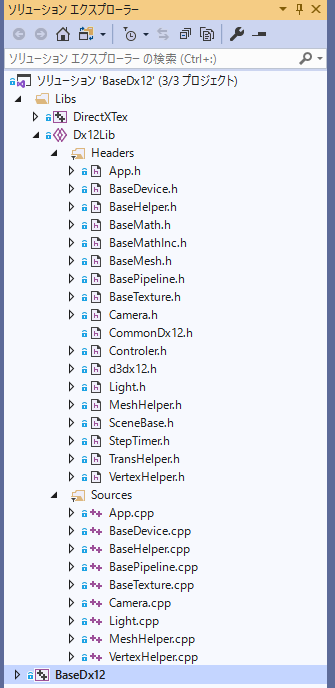 ソリューション エクスプローラー
ソリューション エクスプローラー の検索 (Ctrl+:)
ソリューション 'BaseDx12' (3/3 プロジェクト)
Libs
DirectXTex
Dx12Lib
Headers
App.h
BaseDevice.h
BaseHelper.h
BaseMath.h
BaseMathInc.h
BaseMesh.h
BasePipeline.h
BaseTexture.h
Camera.h
CommonDx12.h
Controler.h
d3dx12.h
Light.h
MeshHelper.h
SceneBase.h
StepTimer.h
TransHelper.h
VertexHelper.h
Sources
App.cpp
BaseDevice.cpp
BaseHelper.cpp
BasePipeline.cpp
BaseTexture.cpp
Camera.cpp
Light.cpp
MeshHelper.cpp
VertexHelper.cpp
BaseDx12